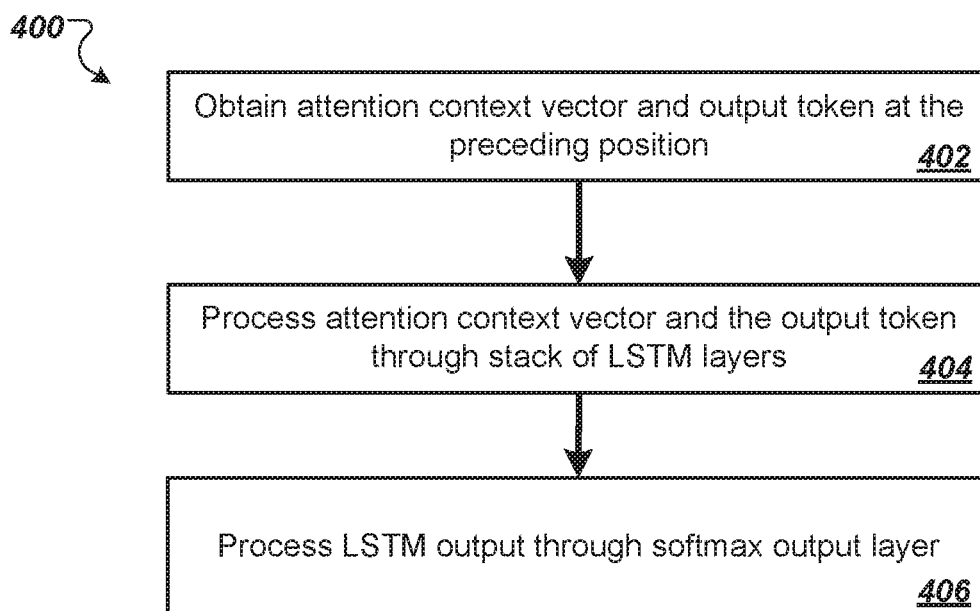 400
Obtain attention context vector and output token at the
preceding position
402
Process attention context vector and the output token
through stack of LSTM layers
404
Process LSTM output through softmax output layer
406